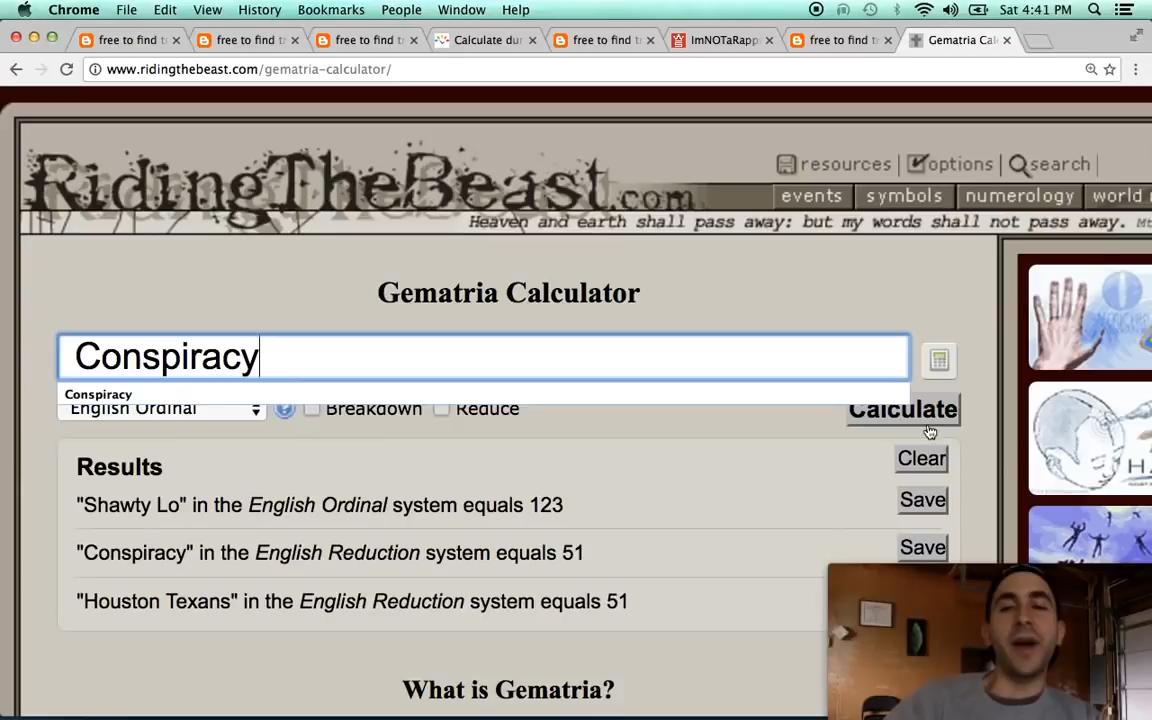 Chrome File Edit View History Bookmarks People Window Help Sat 4:41 PM
free to find t free to find t free to find t Calculate du free to find t ImNOTaRapp free to find t Gematria Cal
www.ridingthebeast.com/gematria-calculator/
RidingTheBeast.com
resources options search
events symbols numerology world
Heaven and earth shall pass away: but my words shall not pass away.
Gematria Calculator
Conspiracy
Conspiracy
English Ordinal Breakdown Reduce Calculate
Results Clear
"Shawty Lo" in the English Ordinal system equals 123 Save
"Conspiracy" in the English Reduction system equals 51 Save
"Houston Texans" in the English Reduction system equals 51
What is Gematria?